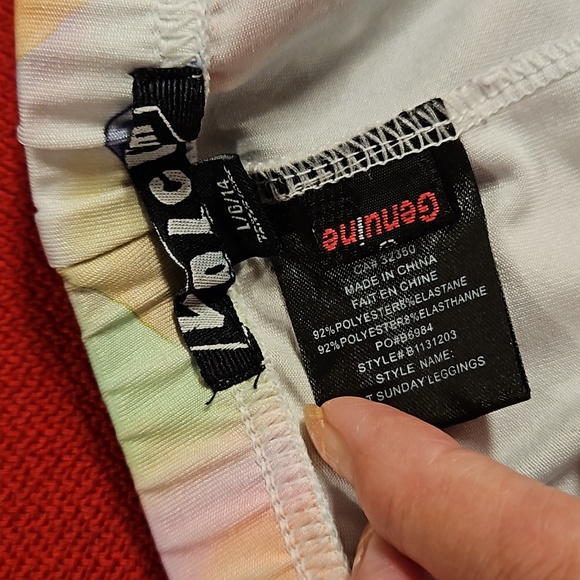 Volcom
L/G/14
Genuine
CA# 32360
MADE IN CHINA
FAIT EN CHINE
92%POLYESTER8%ELASTANE
92%POLYESTER8%ELASTHANNE
PO#B6984
STYLE# B1131203
STYLE NAME:
T SUNDAY LEGGINGS